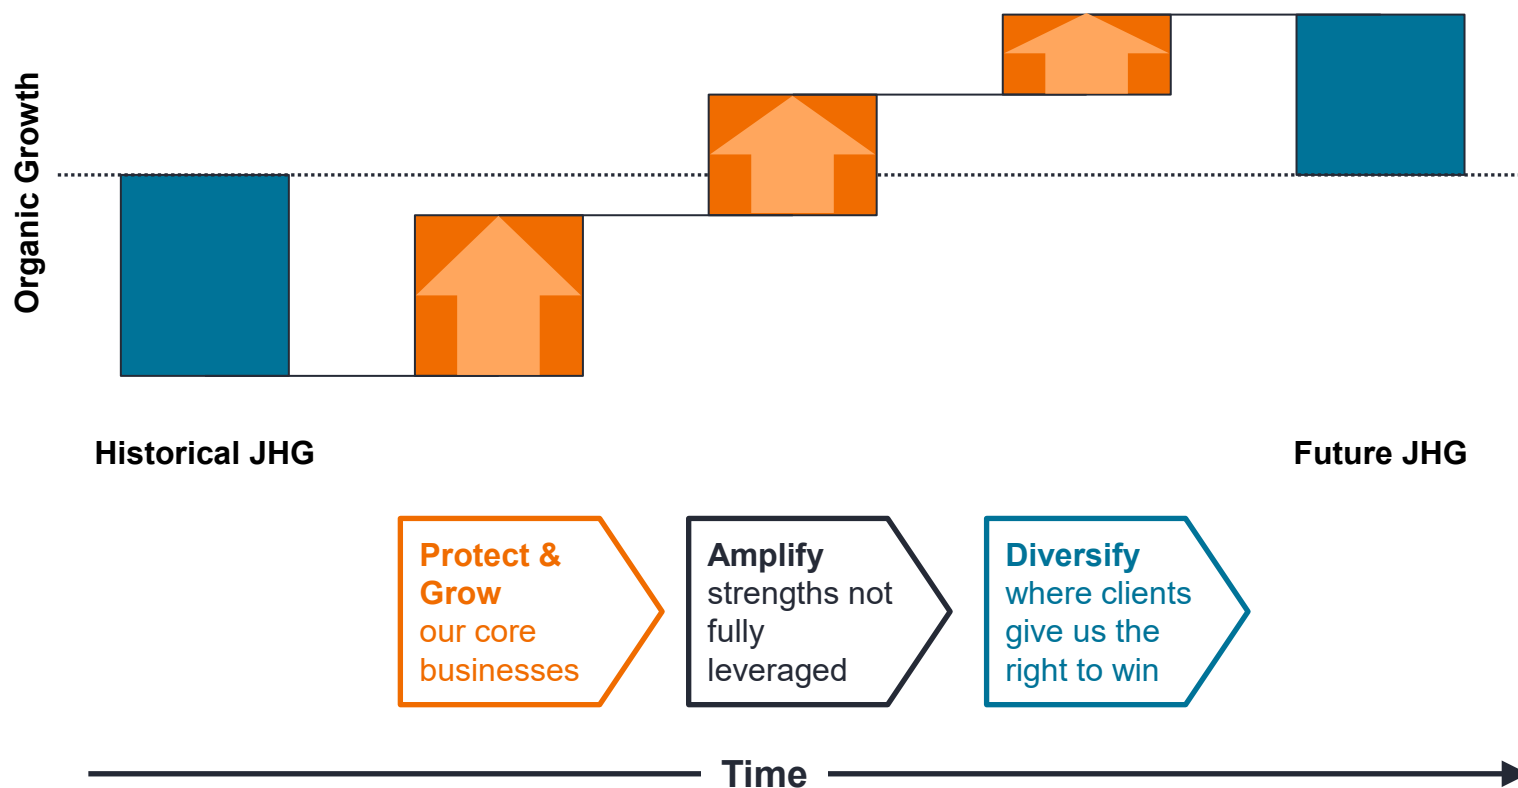 Organic Growth
Historical JHG
Future JHG
Protect &
Grow
our core
businesses
Amplify
strengths not
fully
leveraged
Diversify
where clients
give us the
right to win
Time